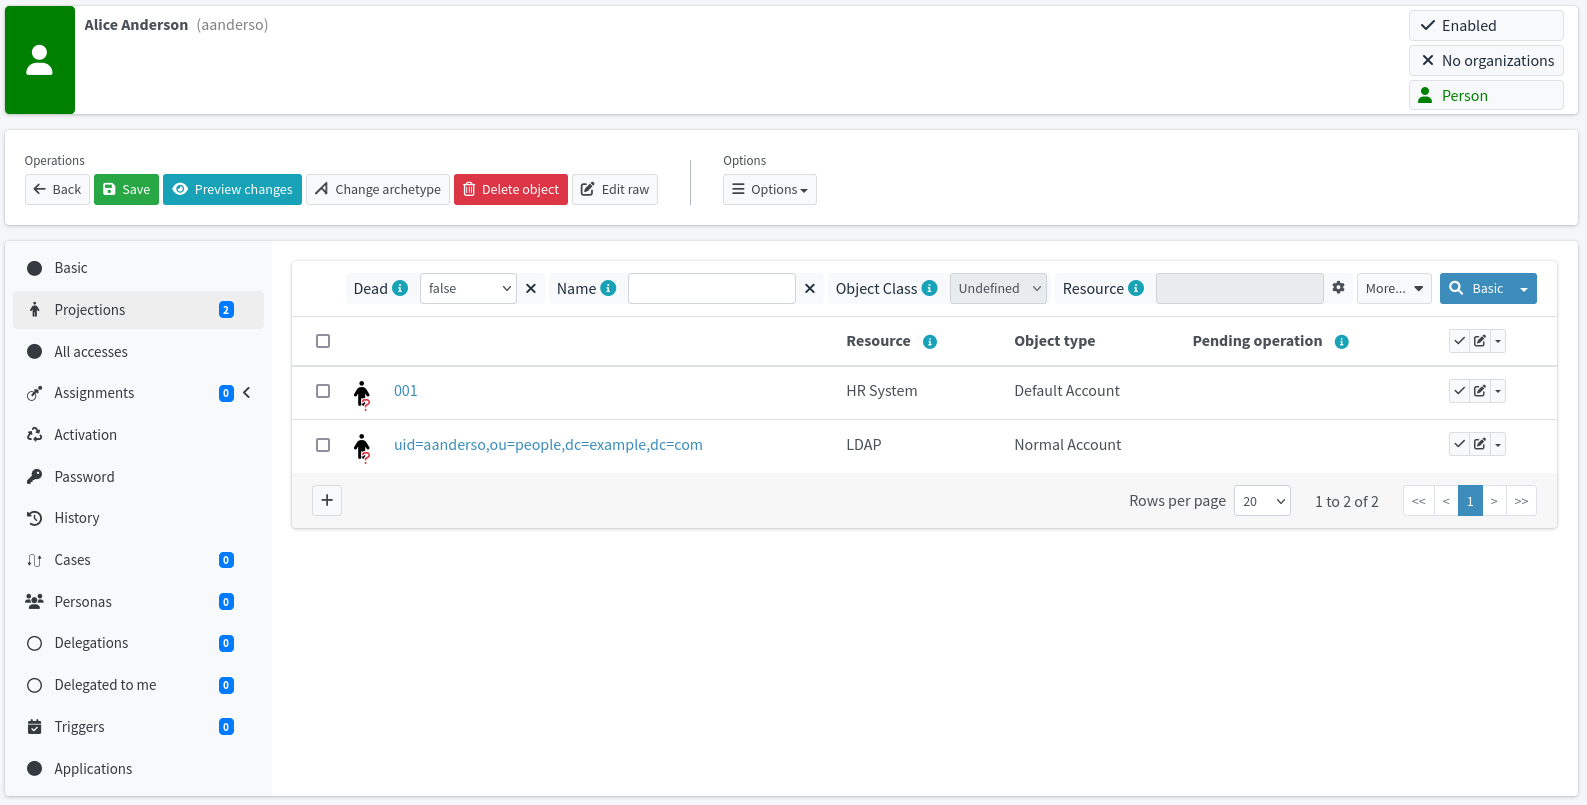 Alice Anderson (aanderso)
Enabled
No organizations
Person
Operations
Back Save Preview changes Change archetype Delete object Edit raw
Options
Options
Basic
Projections 2
All accesses
Assignments 0
Activation
Password
History
Cases 0
Personas 0
Delegations 0
Delegated to me 0
Triggers 0
Applications
Dead false Name Object Class Undefined Resource More... Basic
Resource Object type Pending operation
001 HR System Default Account
uid=aanderso,ou=people,dc=example,dc=com LDAP Normal Account
Rows per page 20 1 to 2 of 2 << < 1 > >>